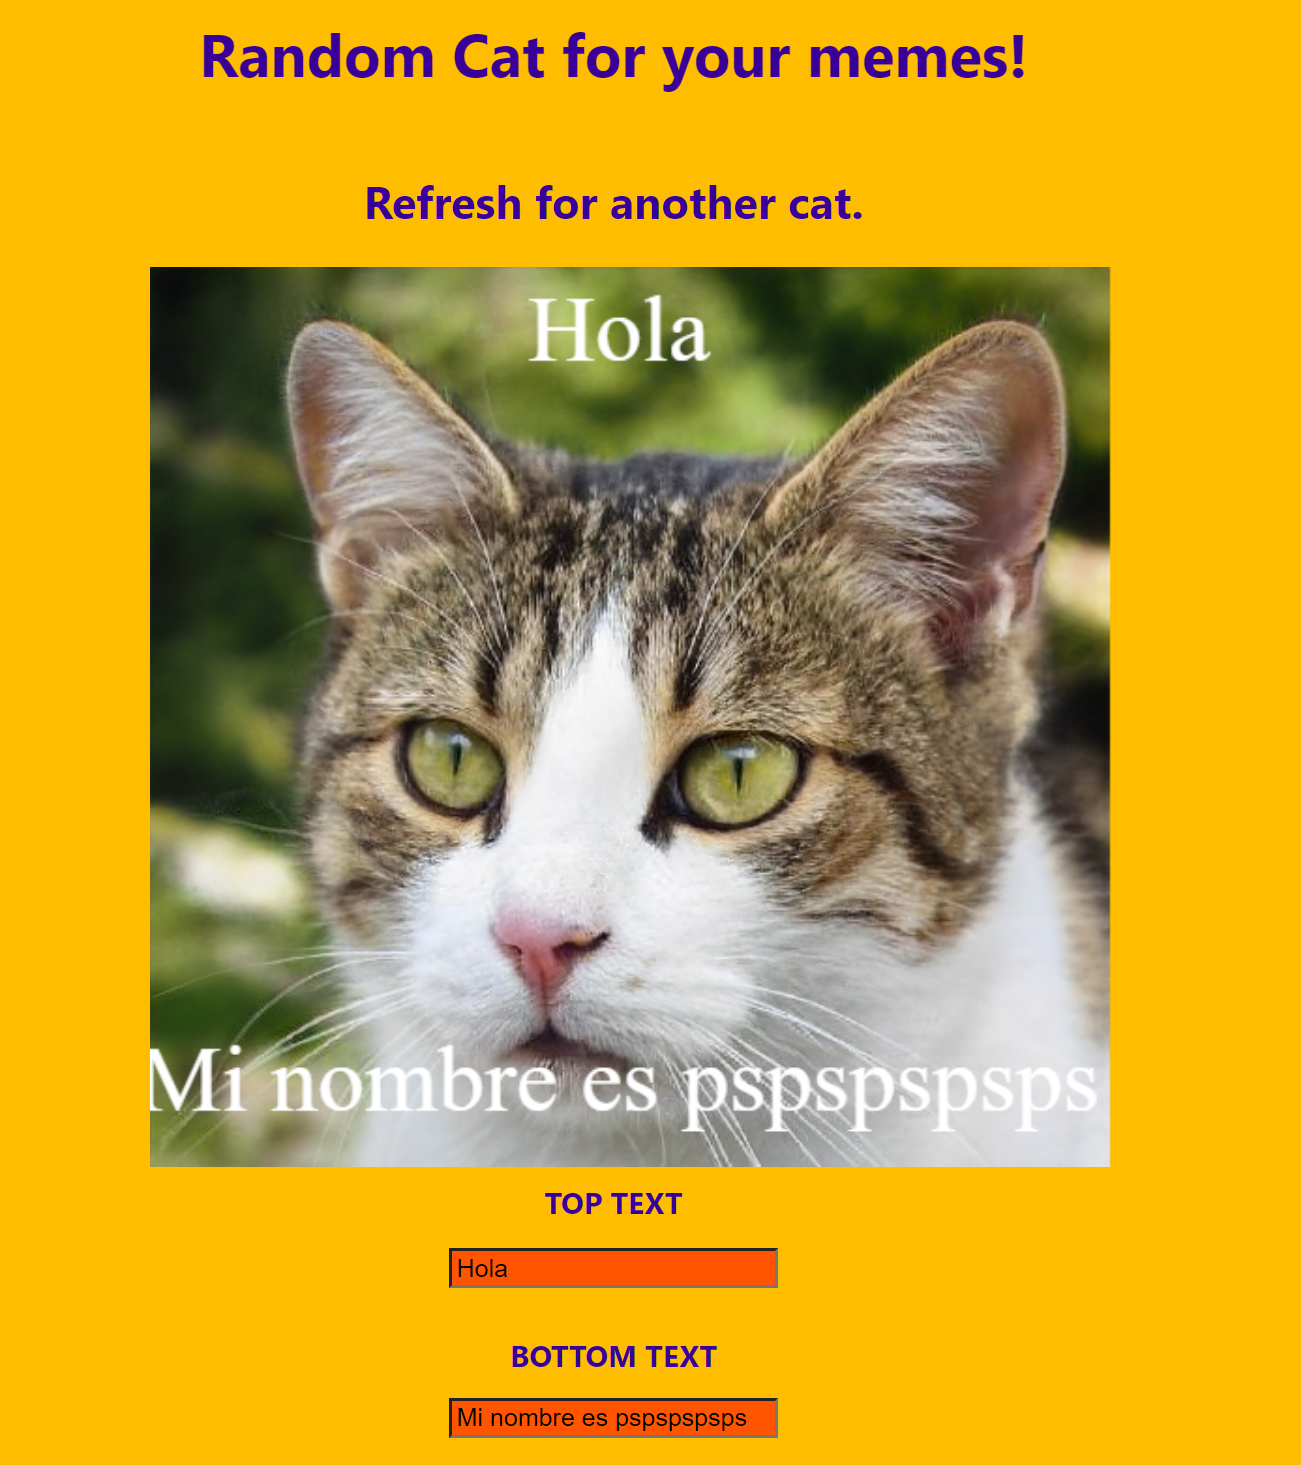 Random Cat for your memes!
Refresh for another cat.
Hola
Mi nombre es pspspspsps
TOP TEXT
Hola
BOTTOM TEXT
Mi nombre es pspspspsps